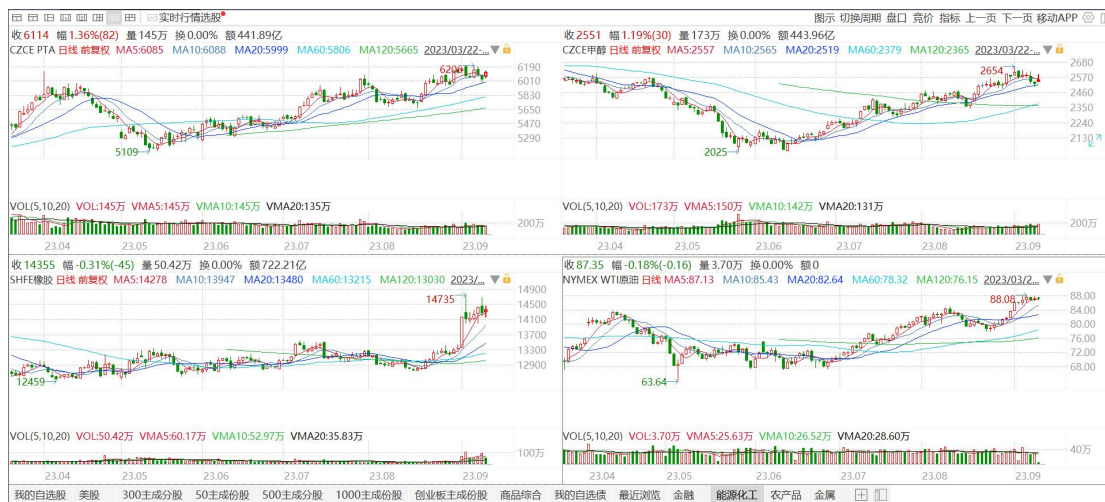 实时行情选股
图示 切换周期 盘口 竞价 指标 上一页 下一页 移动APP
收6114 幅1.36%(82) 量145万 换0.00% 额441.89亿
CZCE PTA 日线 前复权 MA5:6085 MA10:6088 MA20:5999 MA60:5806 MA120:5665 2023/03/22-...
6206
6190
6010
5830
5650
5470
5290
5109
VOL(5,10,20) VOL:145万 VMA5:145万 VMA10:145万 VMA20:135万
200万
23.04 23.05 23.06 23.07 23.08 23.09
收2551 幅1.19%(30) 量173万 换0.00% 额443.96亿
CZCE甲醇 日线 前复权 MA5:2557 MA10:2565 MA20:2519 MA60:2379 MA120:2365 2023/03/22-...
2654
2680
2570
2460
2350
2240
2130
2025
VOL(5,10,20) VOL:173万 VMA5:150万 VMA10:142万 VMA20:131万
200万
23.04 23.05 23.06 23.07 23.08 23.09
收14355 幅-0.31%(-45) 量50.42万 换0.00% 额722.21亿
SHFE橡胶 日线 前复权 MA5:14278 MA10:13947 MA20:13480 MA60:13215 MA120:13030 2023/...
14735
14900
14500
14100
13700
13300
12900
12459
VOL(5,10,20) VOL:50.42万 VMA5:60.17万 VMA10:52.97万 VMA20:35.83万
100万
23.04 23.05 23.06 23.07 23.08 23.09
收87.35 幅-0.18%(-0.16) 量3.70万 换0.00% 额0
NYMEX WTI原油 日线 前复权 MA5:87.13 MA10:85.43 MA20:82.64 MA60:78.32 MA120:76.15 2023/03/2...
88.08
88.00
84.00
80.00
76.00
72.00
68.00
63.64
VOL(5,10,20) VOL:3.70万 VMA5:25.63万 VMA10:26.52万 VMA20:28.60万
40万
23.04 23.05 23.06 23.07 23.08 23.09
我的自选股 美股 300主成分股 50主成份股 500主成分股 1000主成分股 创业板主成份股 商品综合 我的自选债 最近浏览 金融 能源化工 农产品 金属